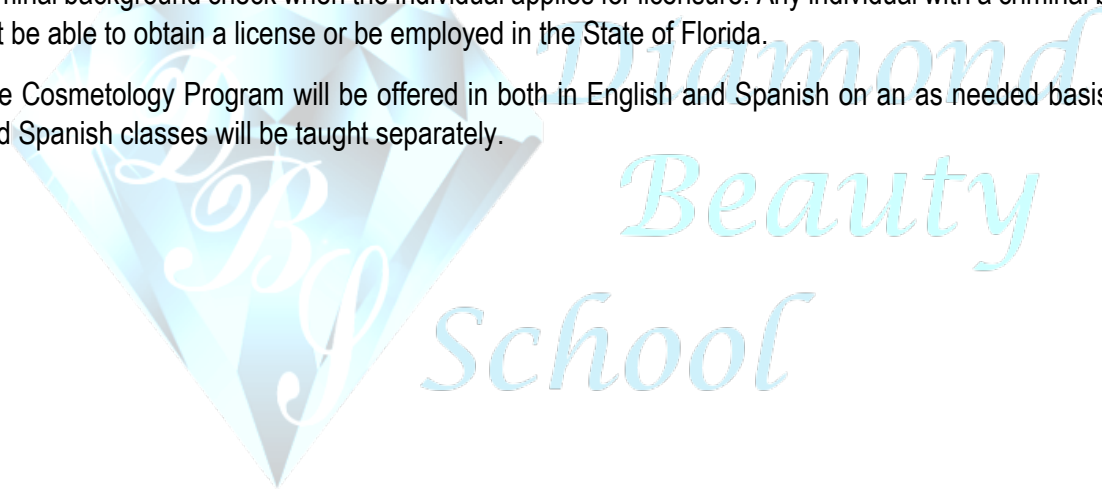 minal background check when the individual applies for licensure. Any individual with a criminal b
t be able to obtain a license or be employed in the State of Florida.
e Cosmetology Program will be offered in both in English and Spanish on an as needed basis
d Spanish classes will be taught separately.
Diamond
Beauty
School
DBS